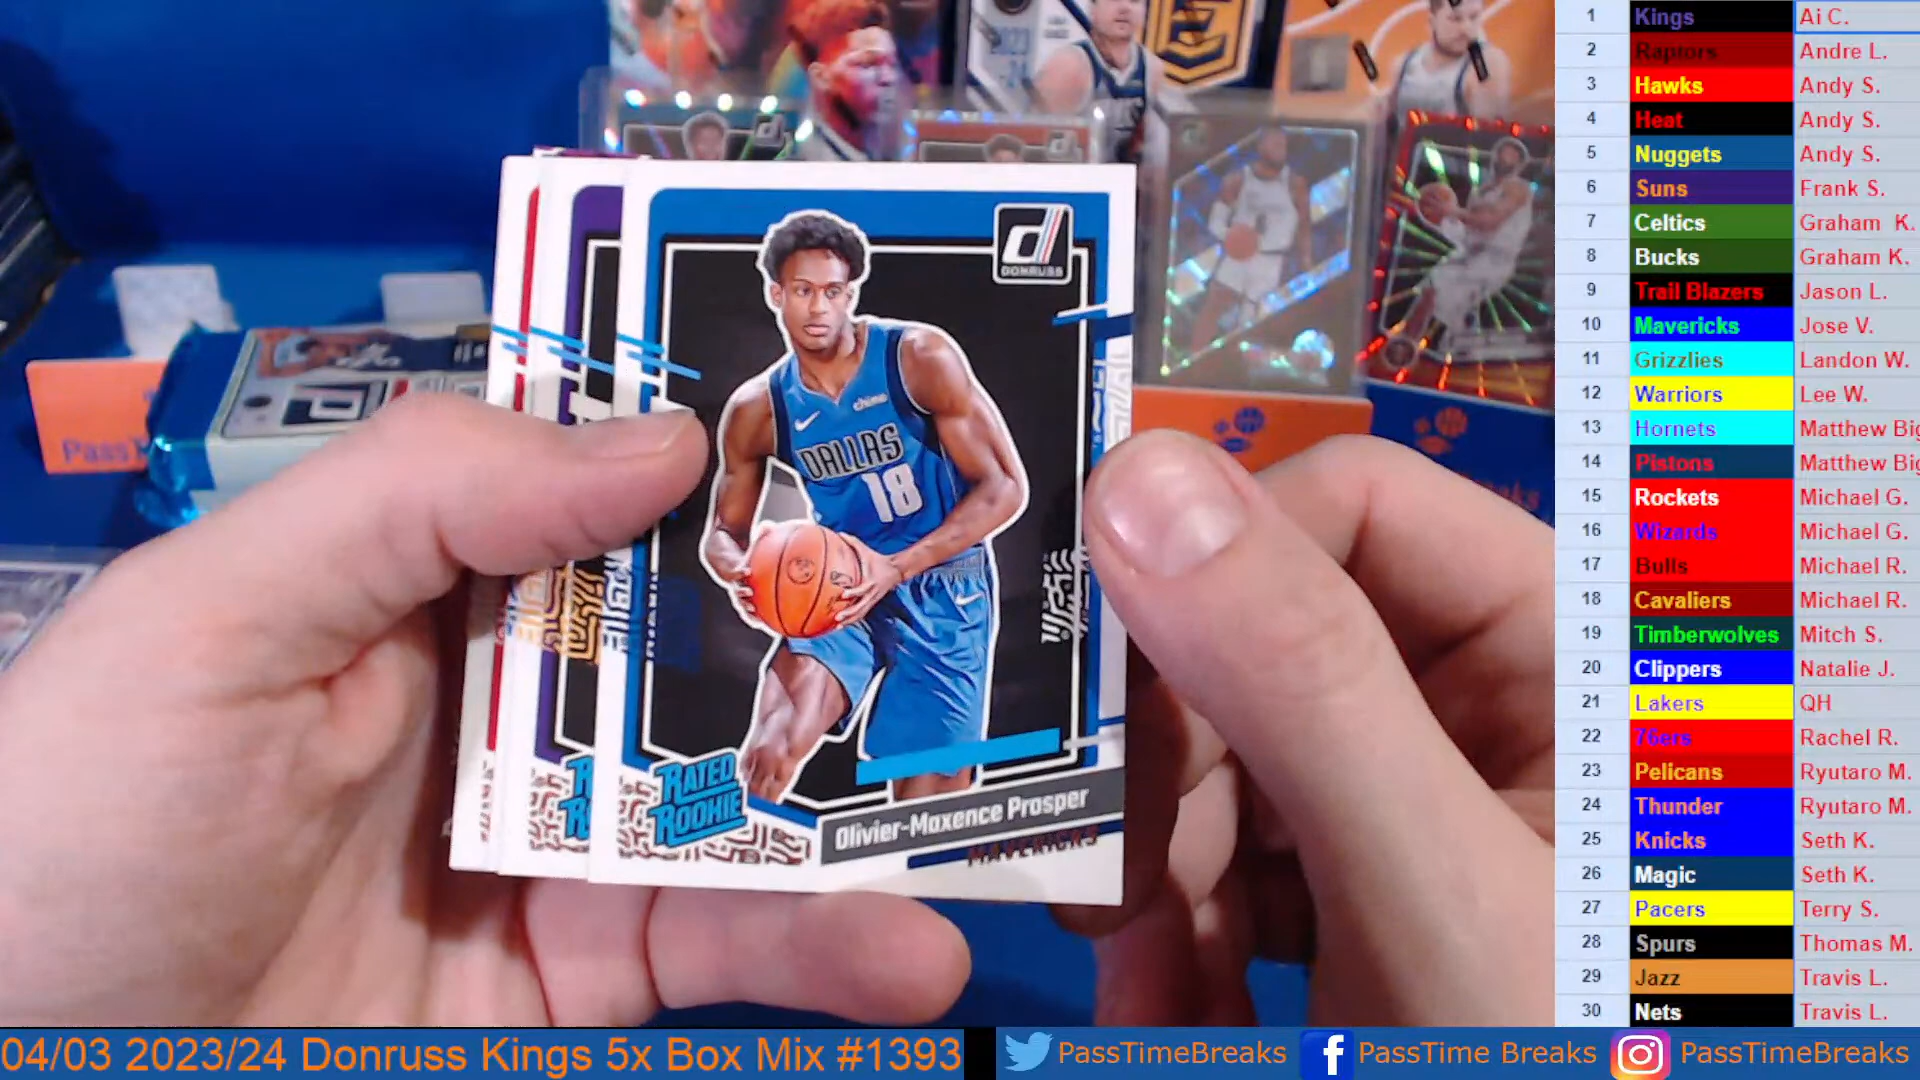 1 Kings Ai C.
2 Raptors Andre L.
3 Hawks Andy S.
4 Heat Andy S.
5 Nuggets Andy S.
6 Suns Frank S.
7 Celtics Graham K.
8 Bucks Graham K.
9 Trail Blazers Jason L.
10 Mavericks Jose V.
11 Grizzlies Landon W.
12 Warriors Lee W.
13 Hornets Matthew Big
14 Pistons Matthew Big
15 Rockets Michael G.
16 Wizards Michael G.
17 Bulls Michael R.
18 Cavaliers Michael R.
19 Timberwolves Mitch S.
20 Clippers Natalie J.
21 Lakers QH
22 76ers Rachel R.
23 Pelicans Ryutaro M.
24 Thunder Ryutaro M.
25 Knicks Seth K.
26 Magic Seth K.
27 Pacers Terry S.
28 Spurs Thomas M.
29 Jazz Travis L.
30 Nets Travis L.
d
DONRUSS
chime
DALLAS
18
RATED
ROOKIE
Olivier-Maxence Prosper
MAVERICKS
04/03 2023/24 Donruss Kings 5x Box Mix #1393
PassTimeBreaks
PassTime Breaks
PassTimeBreaks